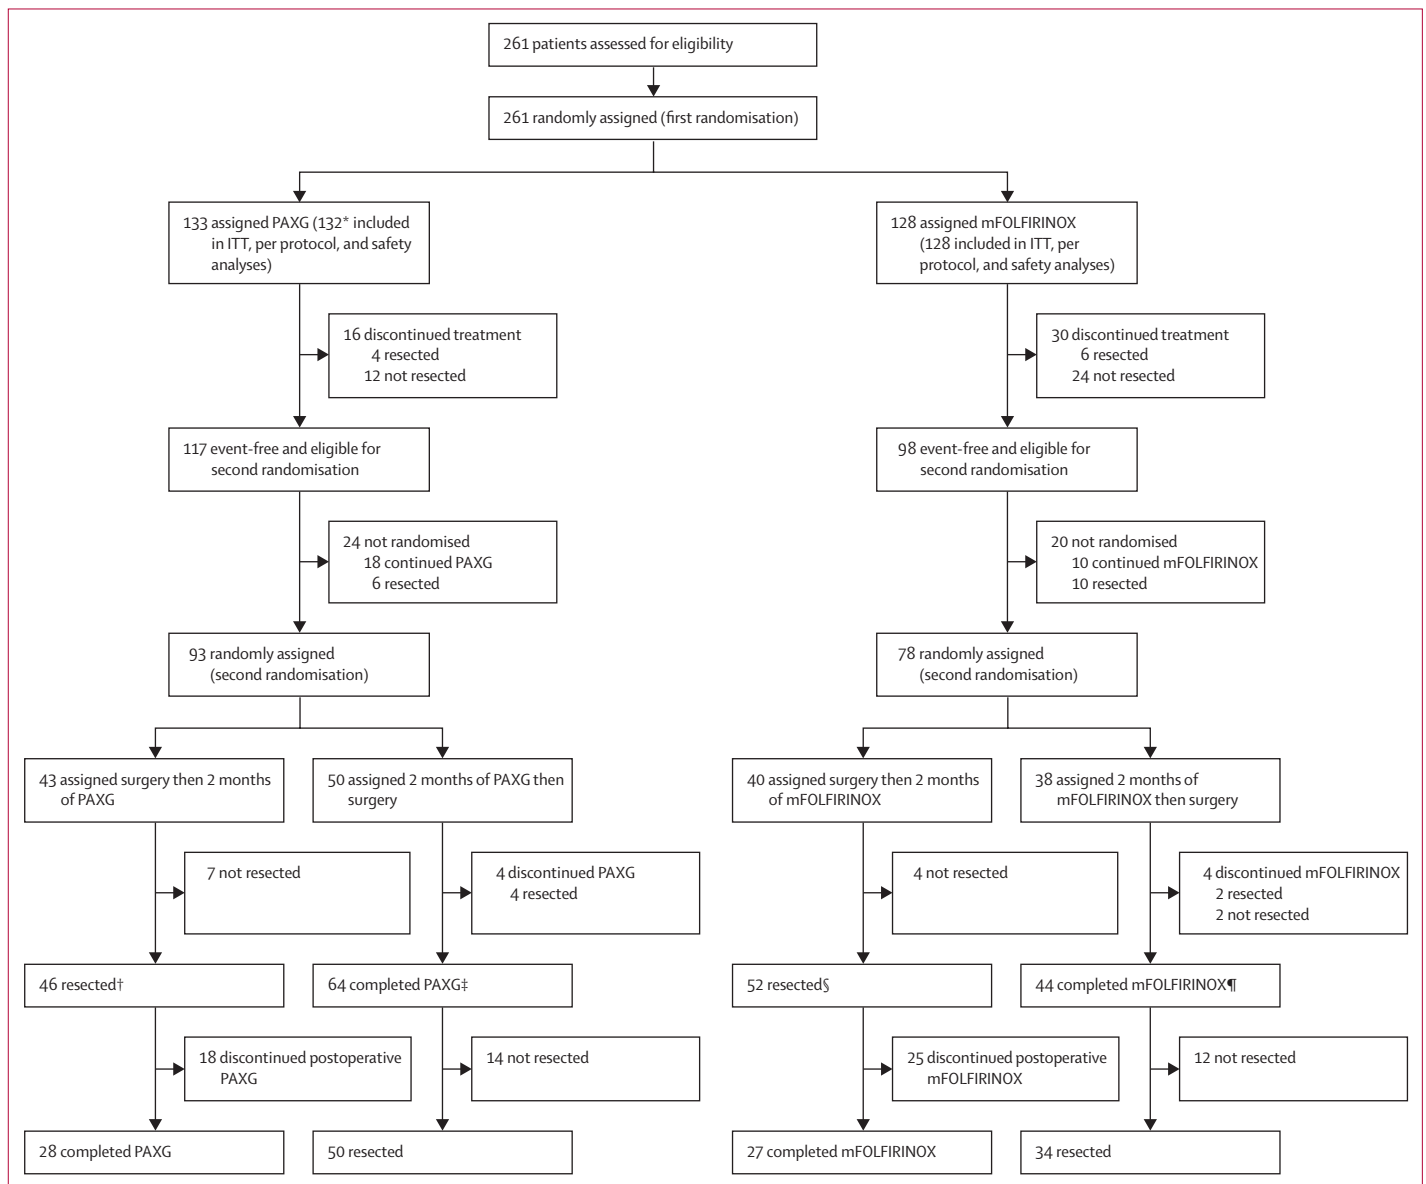 261 patients assessed for eligibility
261 randomly assigned (first randomisation)
133 assigned PAXG (132* included
in ITT, per protocol, and safety
analyses)
128 assigned mFOLFIRINOX
(128 included in ITT, per
protocol, and safety analyses)
16 discontinued treatment
4 resected
12 not resected
30 discontinued treatment
6 resected
24 not resected
117 event-free and eligible for
second randomisation
98 event-free and eligible for
second randomisation
24 not randomised
18 continued PAXG
6 resected
20 not randomised
10 continued mFOLFIRINOX
10 resected
93 randomly assigned
(second randomisation)
78 randomly assigned
(second randomisation)
43 assigned surgery then 2 months
of PAXG
50 assigned 2 months of PAXG then
surgery
40 assigned surgery then 2 months
of mFOLFIRINOX
38 assigned 2 months of
mFOLFIRINOX then surgery
7 not resected
4 discontinued PAXG
4 resected
4 not resected
4 discontinued mFOLFIRINOX
2 resected
2 not resected
46 resected†
64 completed PAXG‡
52 resected§
44 completed mFOLFIRINOX¶
18 discontinued postoperative
PAXG
14 not resected
25 discontinued postoperative
mFOLFIRINOX
12 not resected
28 completed PAXG
50 resected
27 completed mFOLFIRINOX
34 resected